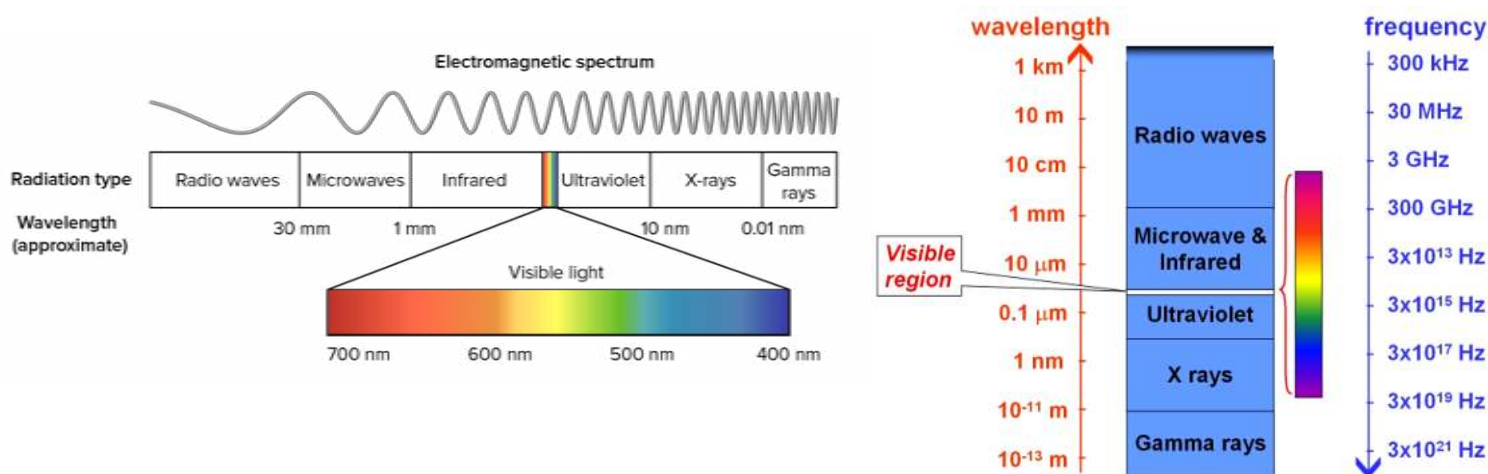 Electromagnetic spectrum
Radiation type
Radio waves
Microwaves
Infrared
Ultraviolet
X-rays
Gamma
rays
Wavelength
(approximate)
30 mm
1 mm
10 nm
0.01 nm
Visible light
700 nm
600 nm
500 nm
400 nm
wavelength
1 km
10 m
10 cm
1 mm
10 μm
0.1 μm
1 nm
10⁻¹¹ m
10⁻¹³ m
Visible
region
Radio waves
Microwave &
Infrared
Ultraviolet
X rays
Gamma rays
frequency
300 kHz
30 MHz
3 GHz
300 GHz
3x10¹³ Hz
3x10¹⁵ Hz
3x10¹⁷ Hz
3x10¹⁹ Hz
3x10²¹ Hz